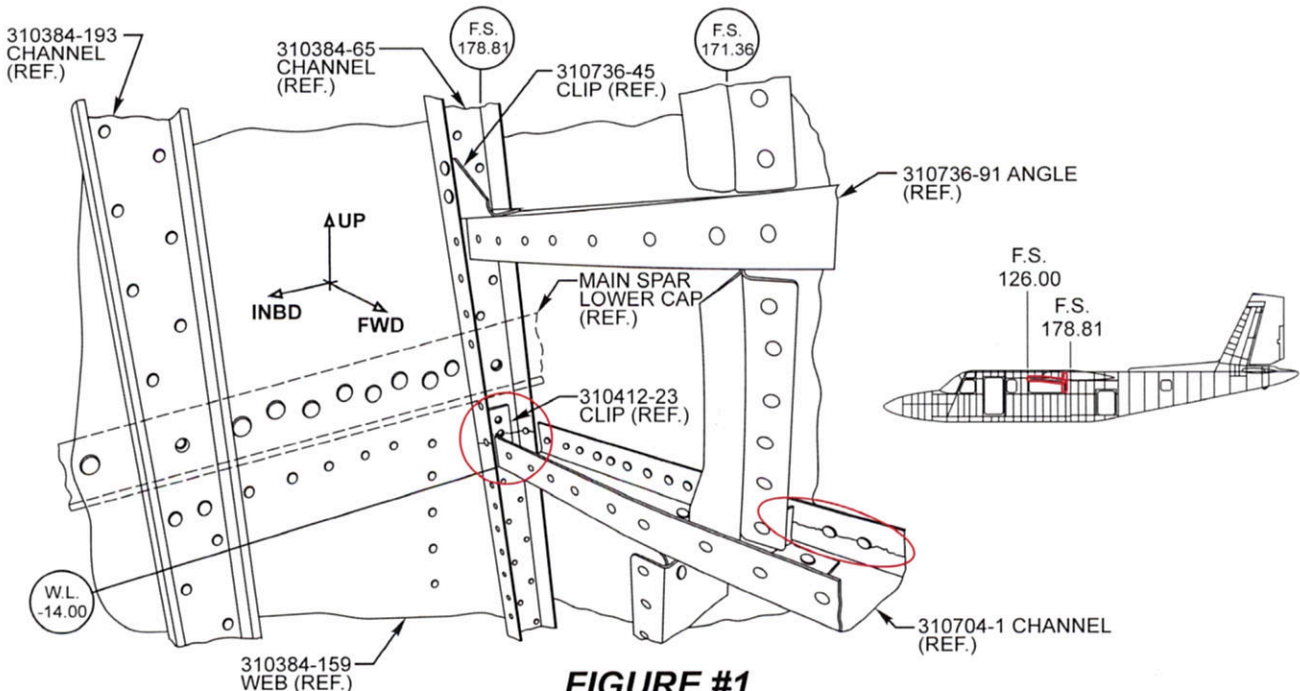 310384-193
CHANNEL
(REF.)
310384-65
CHANNEL
(REF.)
F.S.
178.81
310736-45
CLIP (REF.)
F.S.
171.36
310736-91 ANGLE
(REF.)
UP
INBD
FWD
MAIN SPAR
LOWER CAP
(REF.)
F.S.
126.00
F.S.
178.81
310412-23
CLIP (REF.)
W.L.
-14.00
310704-1 CHANNEL
(REF.)
310384-159
WEB (REF.)
FIGURE #1